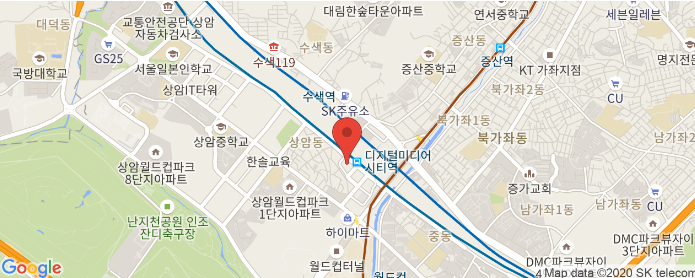 대덕동
교통안전공단상암
자동차검사소
GS25
국방대학교
서울일본인학교
상암IT타워
수색동
수색119
대림한숲타운아파트
연서중학교
세븐일레븐
증산동
증산역
증산중학교
KT 가좌지점
명지전문
북가좌2동
CU
수색역
SK주유소
북가좌1동
북가좌동
남가좌2동
상암중학교
상암동
한솔교육
디지털미디어
시티역
상암월드컵파크
8단지아파트
상암월드컵파크
1단지아파트
증가교회
CU
남가좌1동
난지천공원 인조
잔디축구장
하이마트
중동
DMC파크뷰자이
3단지아파트
DMC파크뷰자이
월드컵터널
월드컵
Google
Map data ©2020 SK telecom